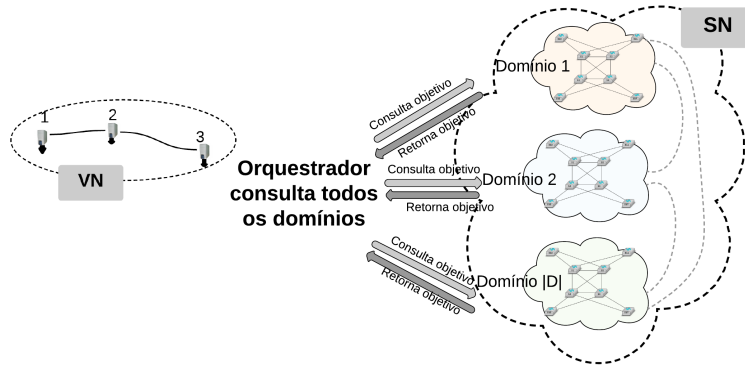 SN
Domínio 1
1
2
3
VN
Consulta objetivo
Retorna objetivo
Orquestrador
consulta todos
os domínios
Consulta objetivo
Retorna objetivo
Domínio 2
Consulta objetivo
Retorna objetivo
Domínio |D|